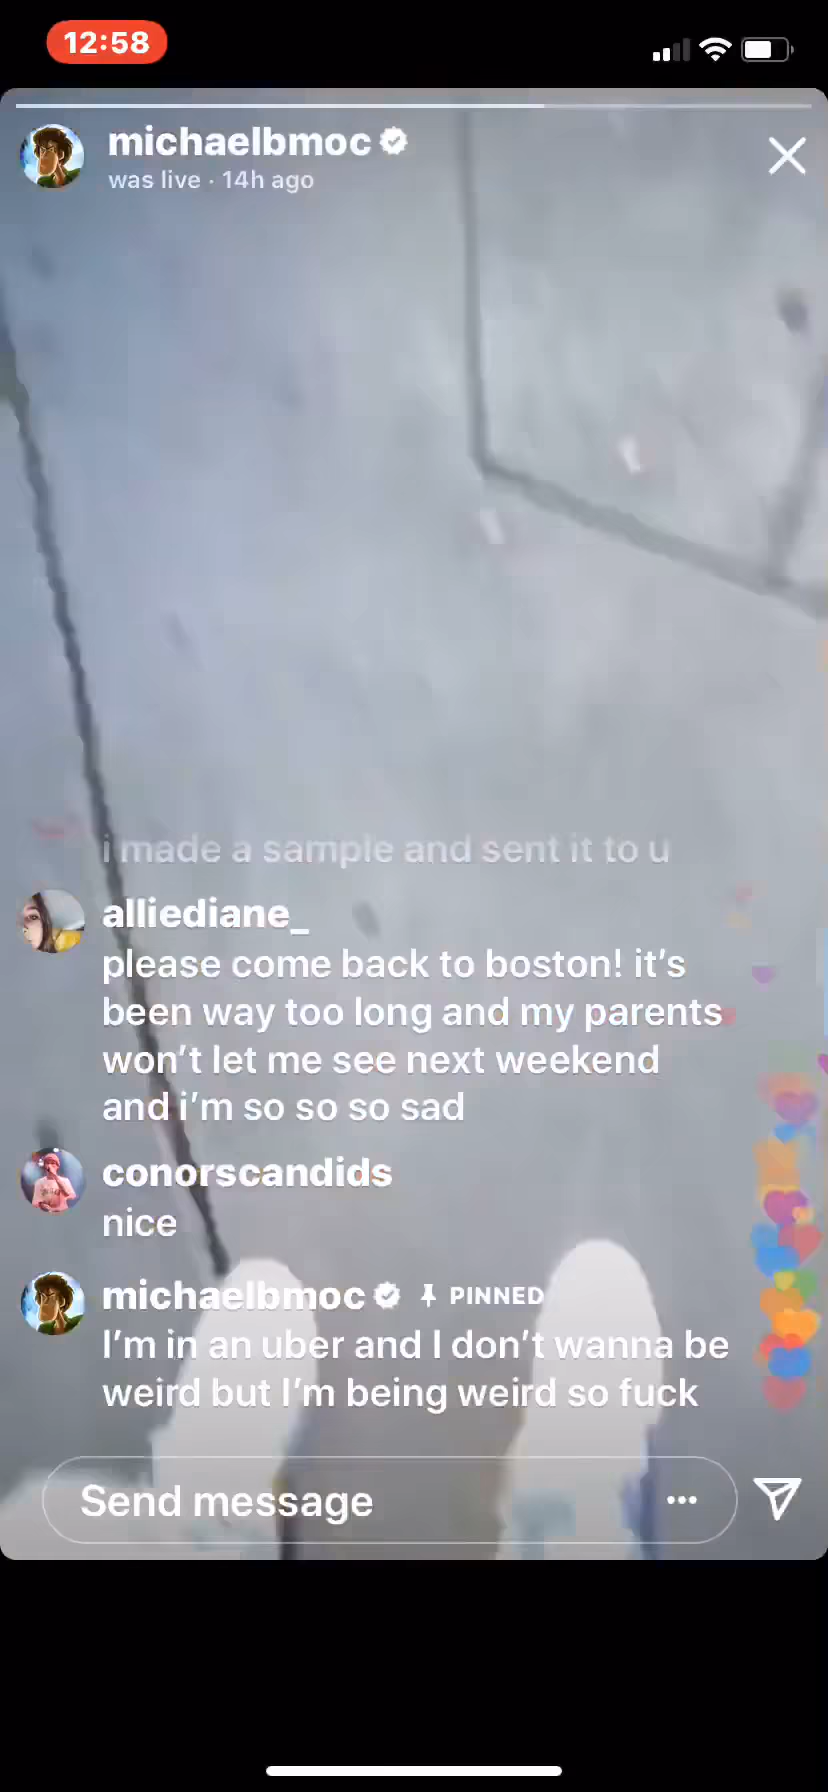 12:58
michaelbmoc
was live · 14h ago
i made a sample and sent it to u
alliediane_
please come back to boston! it’s
been way too long and my parents
won’t let me see next weekend
and i’m so so so sad
conorscandids
nice
michaelbmoc PINNED
I’m in an uber and I don’t wanna be
weird but I’m being weird so fuck
Send message